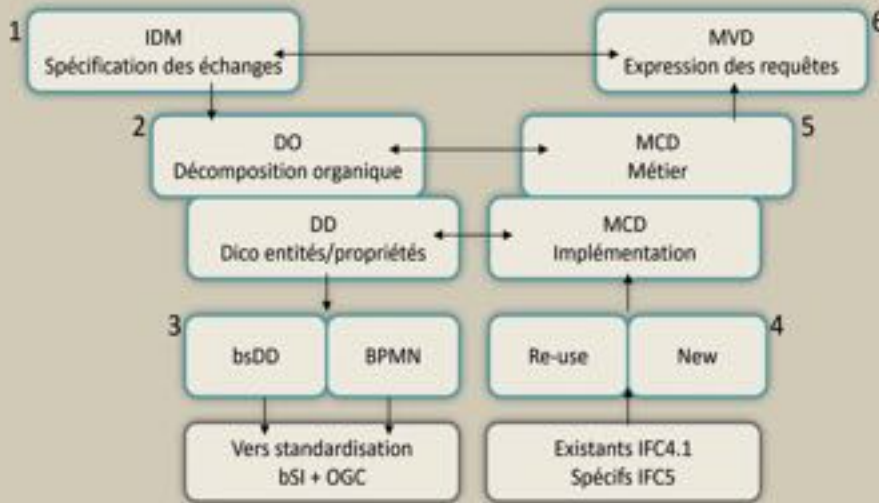 1
IDM
Spécification des échanges
6
MVD
Expression des requêtes
2
DO
Décomposition organique
5
MCD
Métier
DD
Dico entités/propriétés
MCD
Implémentation
3
bsDD
BPMN
Re-use
New
4
Vers standardisation
bSI + OGC
Existants IFC4.1
Spécifs IFC5